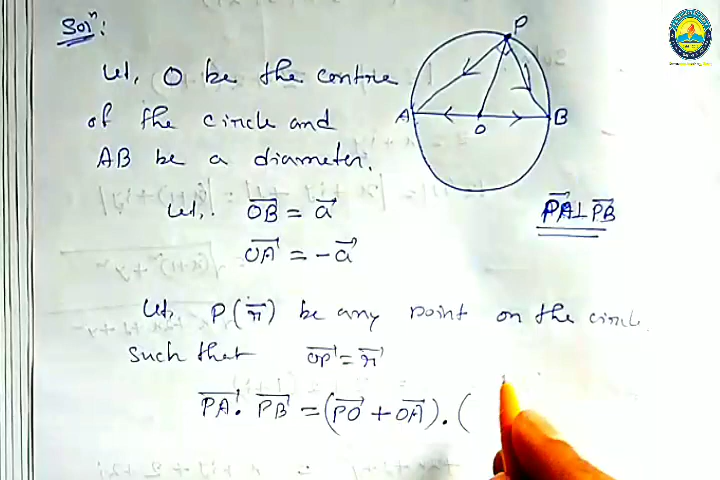 Solⁿ:
Let, O be the centre
of the circle and
AB be a diameter.
Let, OB⃗ = a⃗
OA⃗ = -a⃗
P
A
O
B
PA⃗ ⊥ PB⃗
Let, P(r⃗) be any point on the circle.
Such that OP⃗ = r⃗
PA⃗ . PB⃗ = (PO⃗ + OA⃗) . (